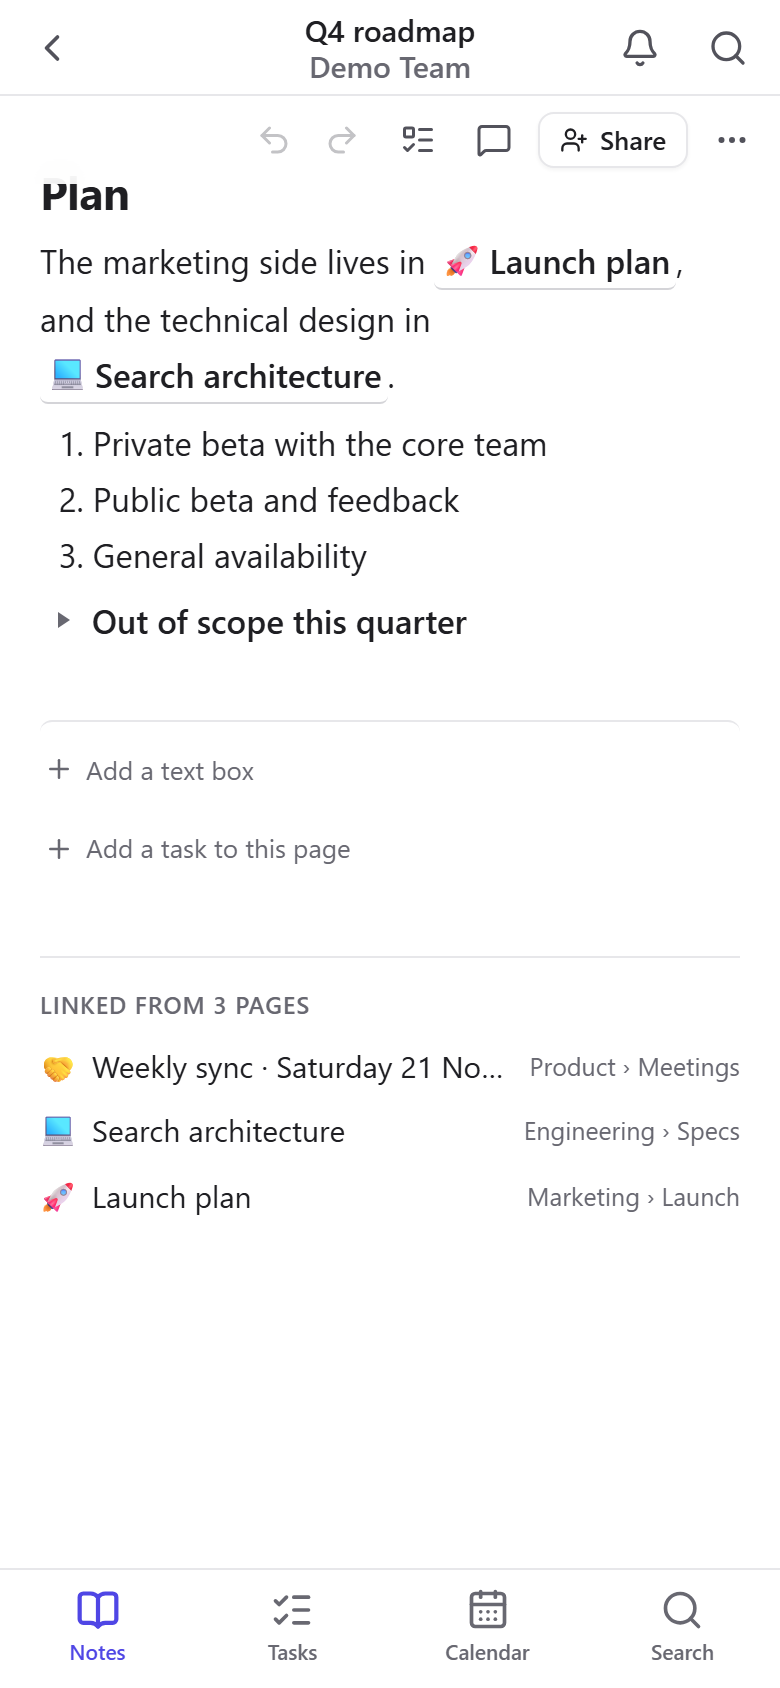 Q4 roadmap
Demo Team
Share
Plan
The marketing side lives in 🚀 Launch plan,
and the technical design in
💻 Search architecture.
1. Private beta with the core team
2. Public beta and feedback
3. General availability
Out of scope this quarter
Add a text box
Add a task to this page
LINKED FROM 3 PAGES
Weekly sync · Saturday 21 No... Product › Meetings
Search architecture Engineering › Specs
Launch plan Marketing › Launch
Notes Tasks Calendar Search